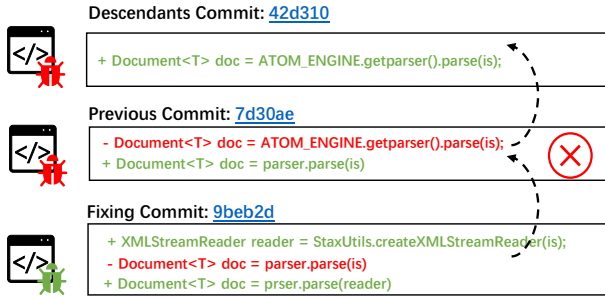 Descendants Commit: 42d310
</>
+ Document<T> doc = ATOM_ENGINE.getparser().parse(is);
Previous Commit: 7d30ae
</>
- Document<T> doc = ATOM_ENGINE.getparser().parse(is);
+ Document<T> doc = parser.parse(is)
Fixing Commit: 9beb2d
</>
+ XMLStreamReader reader = StaxUtils.createXMLStreamReader(is);
- Document<T> doc = parser.parse(is)
+ Document<T> doc = prser.parse(reader)